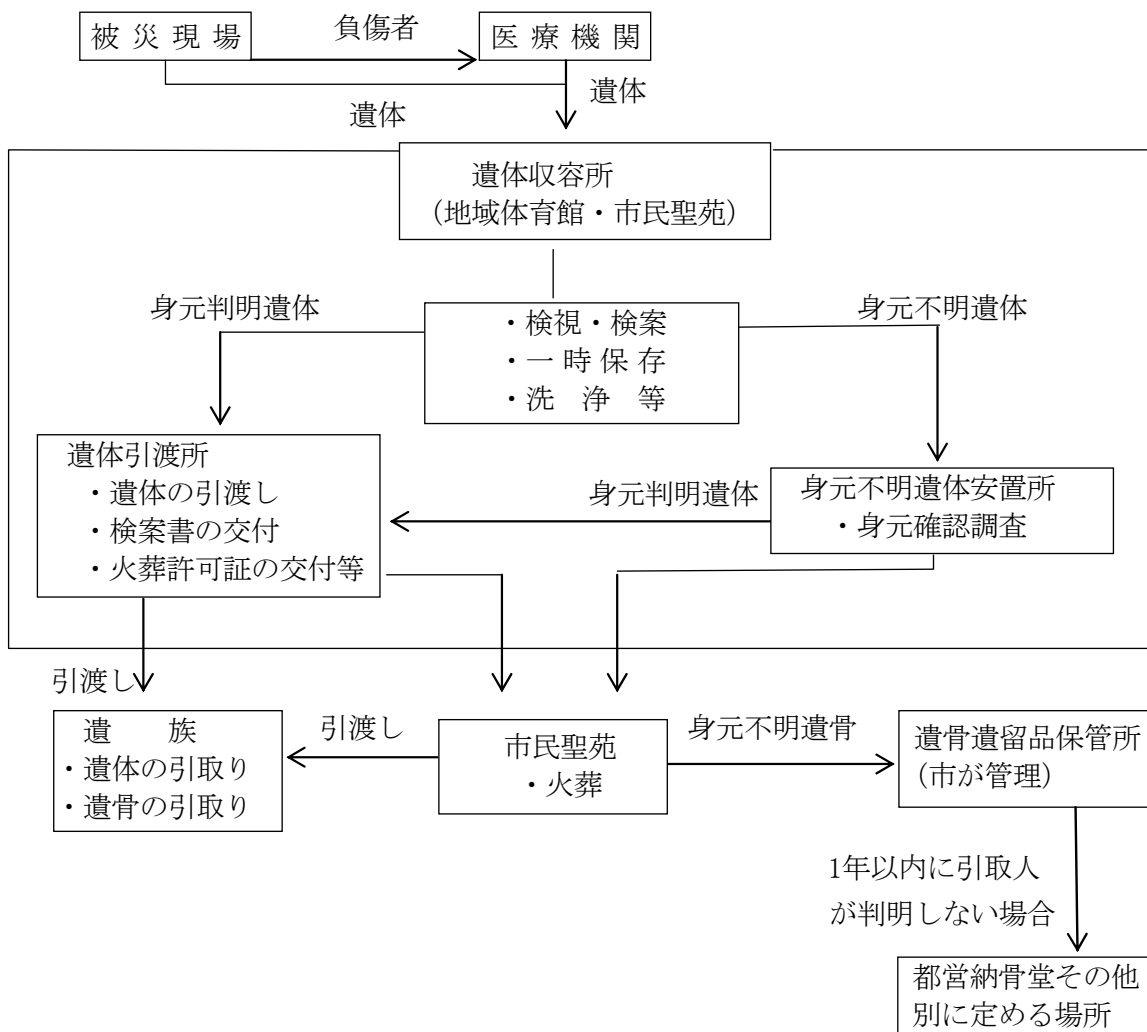 被災現場
負傷者
医療機関
遺体
遺体
遺体収容所
（地域体育館・市民聖苑）
身元判明遺体
身元不明遺体
・検視・検案
・一時保存
・洗　浄　等
遺体引渡所
・遺体の引渡し
・検案書の交付
・火葬許可証の交付等
身元判明遺体
身元不明遺体安置所
・身元確認調査
引渡し
遺　　族
・遺体の引取り
・遺骨の引取り
引渡し
市民聖苑
・火葬
身元不明遺骨
遺骨遺留品保管所
（市が管理）
1年以内に引取人
が判明しない場合
都営納骨堂その他
別に定める場所